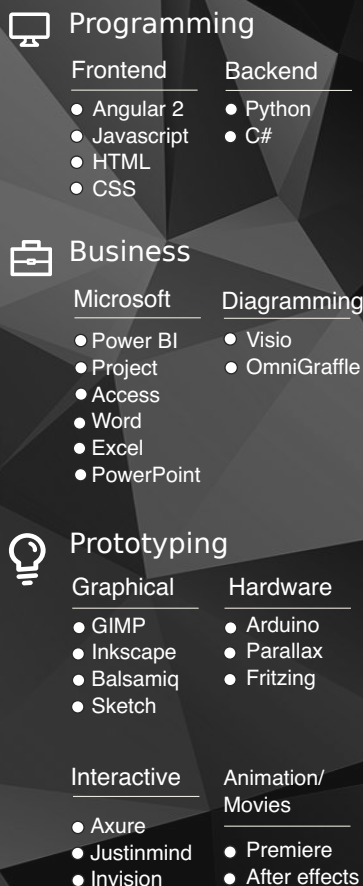 Programming
Frontend
Angular 2
Javascript
HTML
CSS
Backend
Python
C#
Business
Microsoft
Power BI
Project
Access
Word
Excel
PowerPoint
Diagramming
Visio
OmniGraffle
Prototyping
Graphical
GIMP
Inkscape
Balsamiq
Sketch
Hardware
Arduino
Parallax
Fritzing
Interactive
Axure
Justinmind
Invision
Animation/
Movies
Premiere
After effects